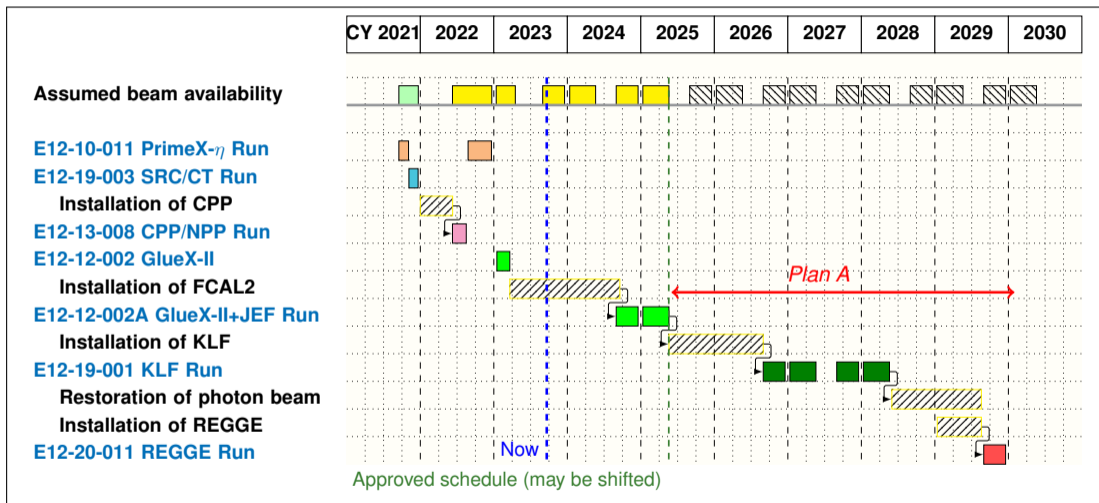 CY 2021 2022 2023 2024 2025 2026 2027 2028 2029 2030
Assumed beam availability
E12-10-011 PrimeX-η Run
E12-19-003 SRC/CT Run
Installation of CPP
E12-13-008 CPP/NPP Run
E12-12-002 GlueX-II
Installation of FCAL2
Plan A
E12-12-002A GlueX-II+JEF Run
Installation of KLF
E12-19-001 KLF Run
Restoration of photon beam
Installation of REGGE
E12-20-011 REGGE Run
Now
Approved schedule (may be shifted)